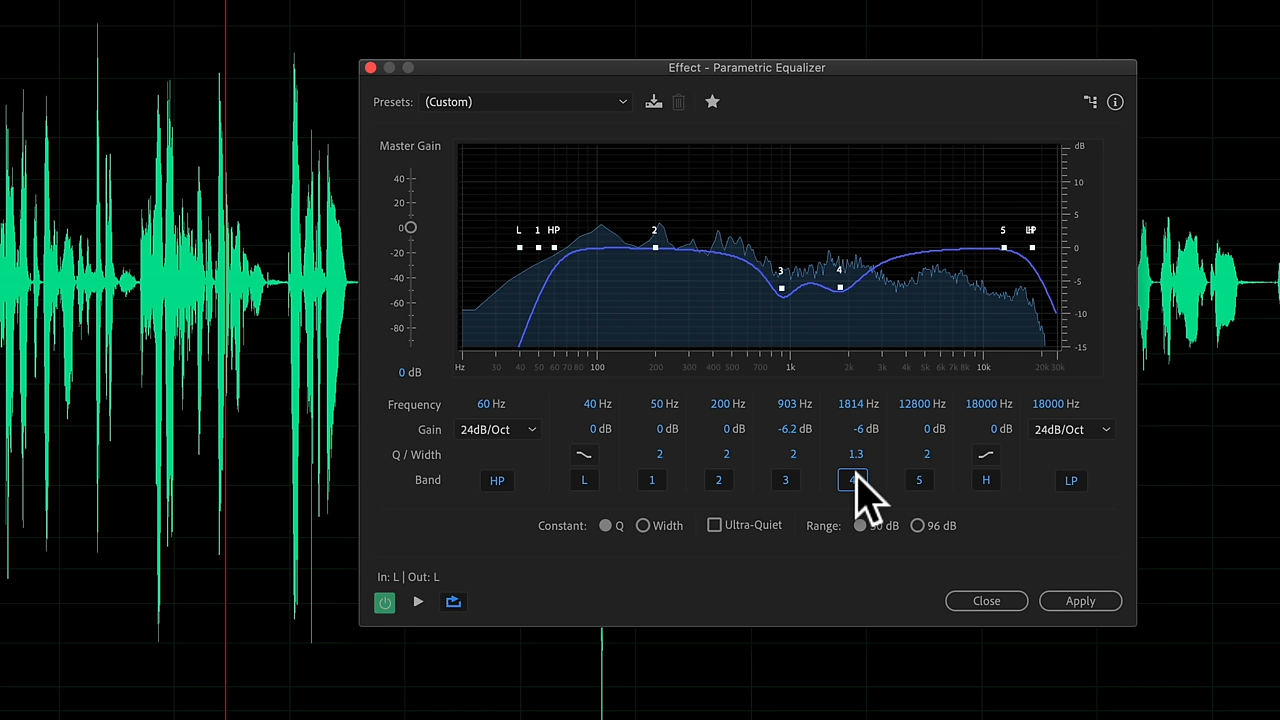 Effect - Parametric Equalizer
Presets: (Custom)
Master Gain
dB
40
20
0
-20
-40
-60
-80
10
5
0
-5
-10
-15
L 1 HP 2 3 4 5
0 dB
Hz 30 40 50 60 70 80 100 200 300 400 500 700 1k 2k 3k 4k 5k 6k 7k 8k 10k 20k 30k
Frequency 60 Hz 40 Hz 50 Hz 200 Hz 903 Hz 1814 Hz 12800 Hz 18000 Hz 18000 Hz
Gain 24dB/Oct 0 dB 0 dB 0 dB -6.2 dB -6 dB 0 dB 0 dB 24dB/Oct
Q / Width 2 2 2 1.3 2
Band HP L 1 2 3 4 5 H LP
Constant: Q Width Ultra-Quiet Range: dB 96 dB
In: L | Out: L
Close Apply